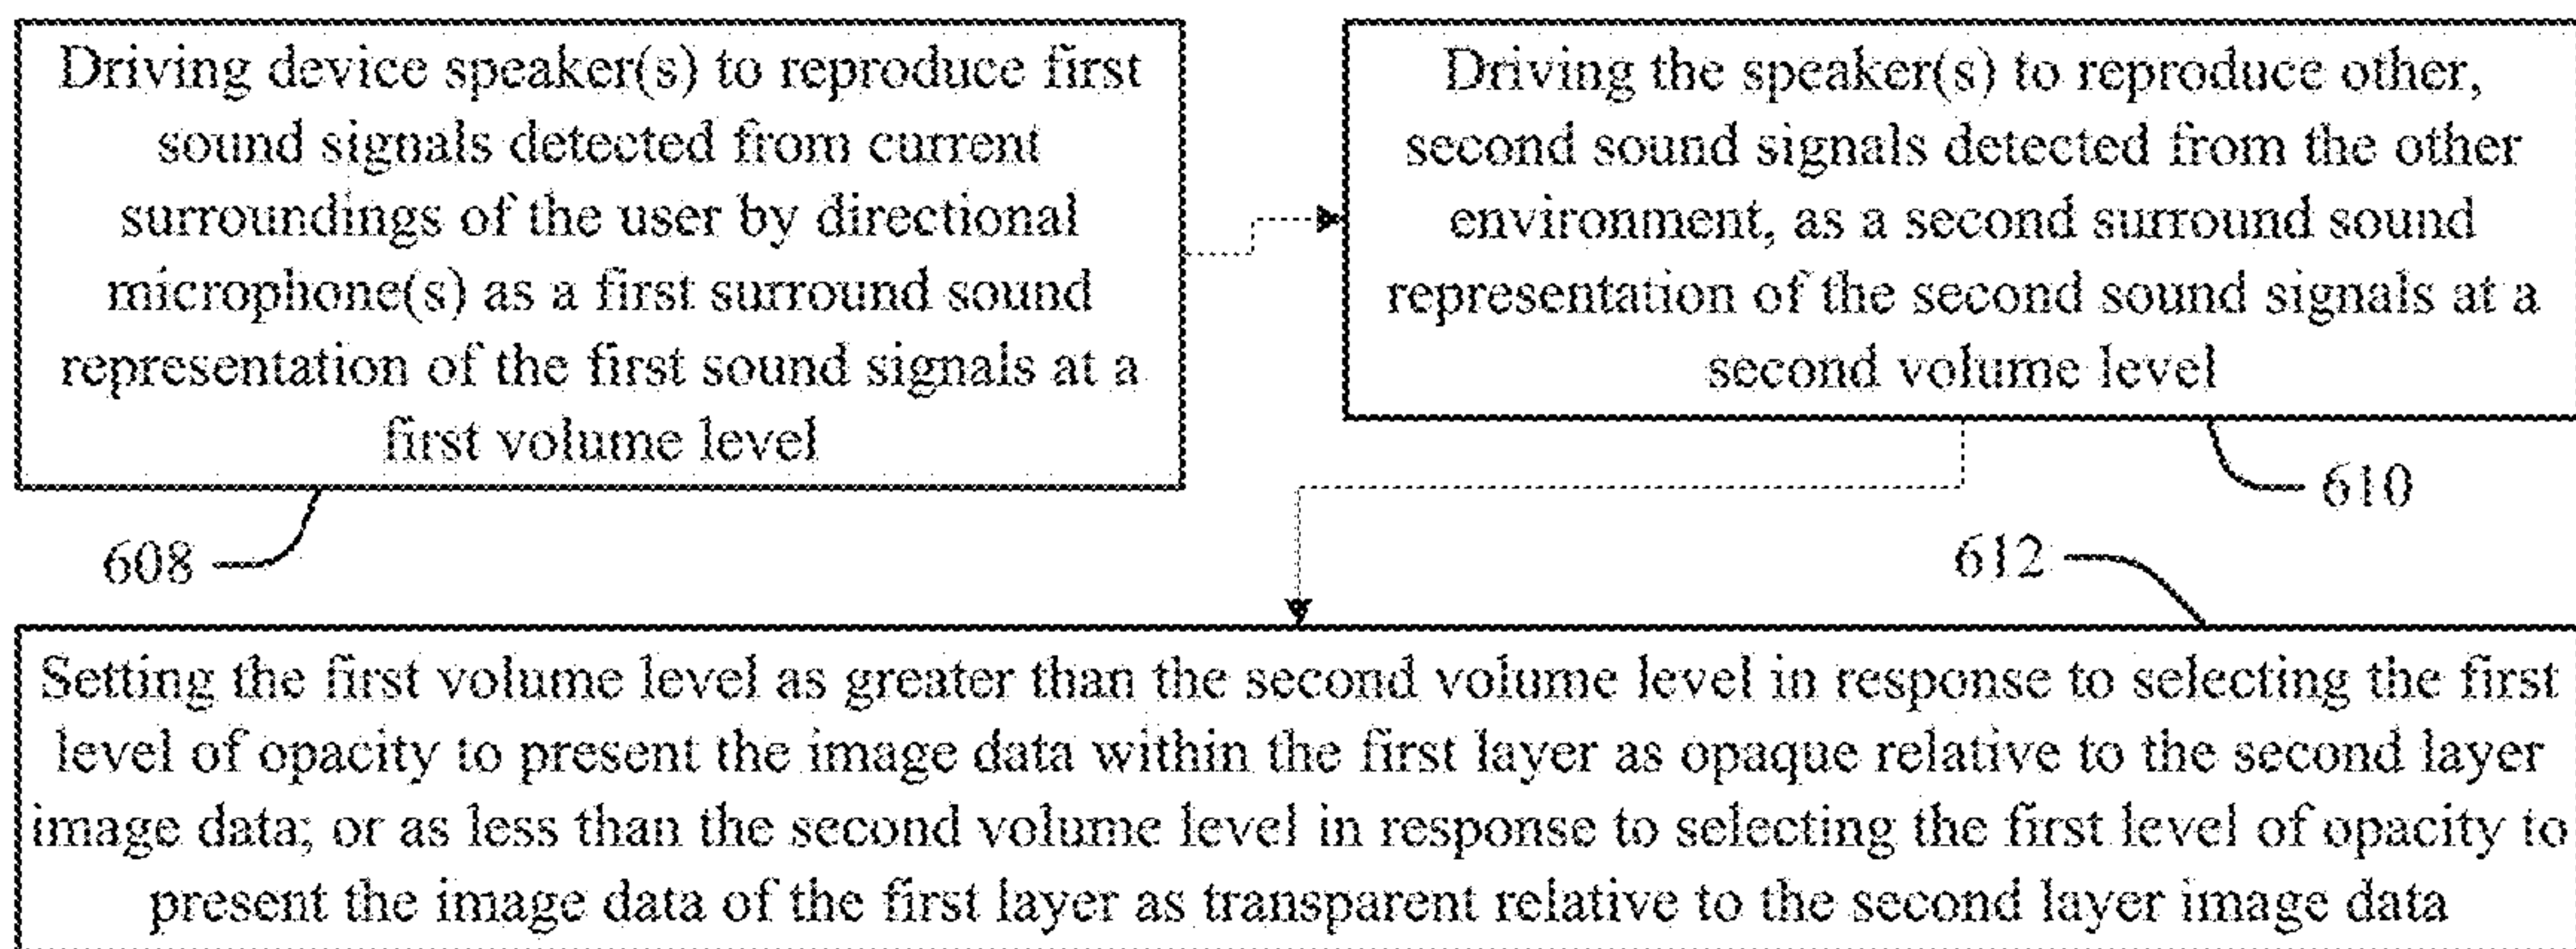 Driving device speaker(s) to reproduce first
sound signals detected from current
surroundings of the user by directional
microphone(s) as a first surround sound
representation of the first sound signals at a
first volume level
608
Driving the speaker(s) to reproduce other,
second sound signals detected from the other
environment, as a second surround sound
representation of the second sound signals at a
second volume level
610
612
Setting the first volume level as greater than the second volume level in response to selecting the first
level of opacity to present the image data within the first layer as opaque relative to the second layer
image data; or as less than the second volume level in response to selecting the first level of opacity to
present the image data of the first layer as transparent relative to the second layer image data